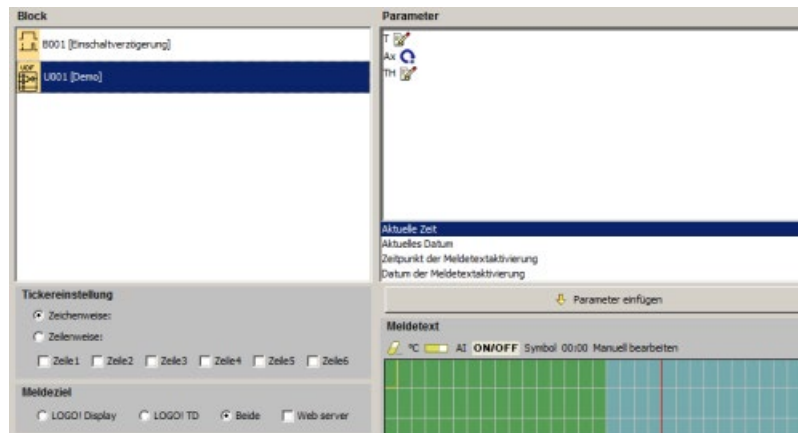 Block
B001 [Einschaltverzögerung]
UDF
U001 [Demo]
Parameter
T
Ax
TH
Aktuelle Zeit
Aktuelles Datum
Zeitpunkt der Meldetextaktivierung
Datum der Meldetextaktivierung
Parameter einfügen
Tickereinstellung
Zeichenweise:
Zeilenweise:
Zeile1 Zeile2 Zeile3 Zeile4 Zeile5 Zeile6
Meldeziel
LOGO! Display LOGO! TD Beide Web server
Meldetext
°C AI ON/OFF Symbol 00:00 Manuell bearbeiten